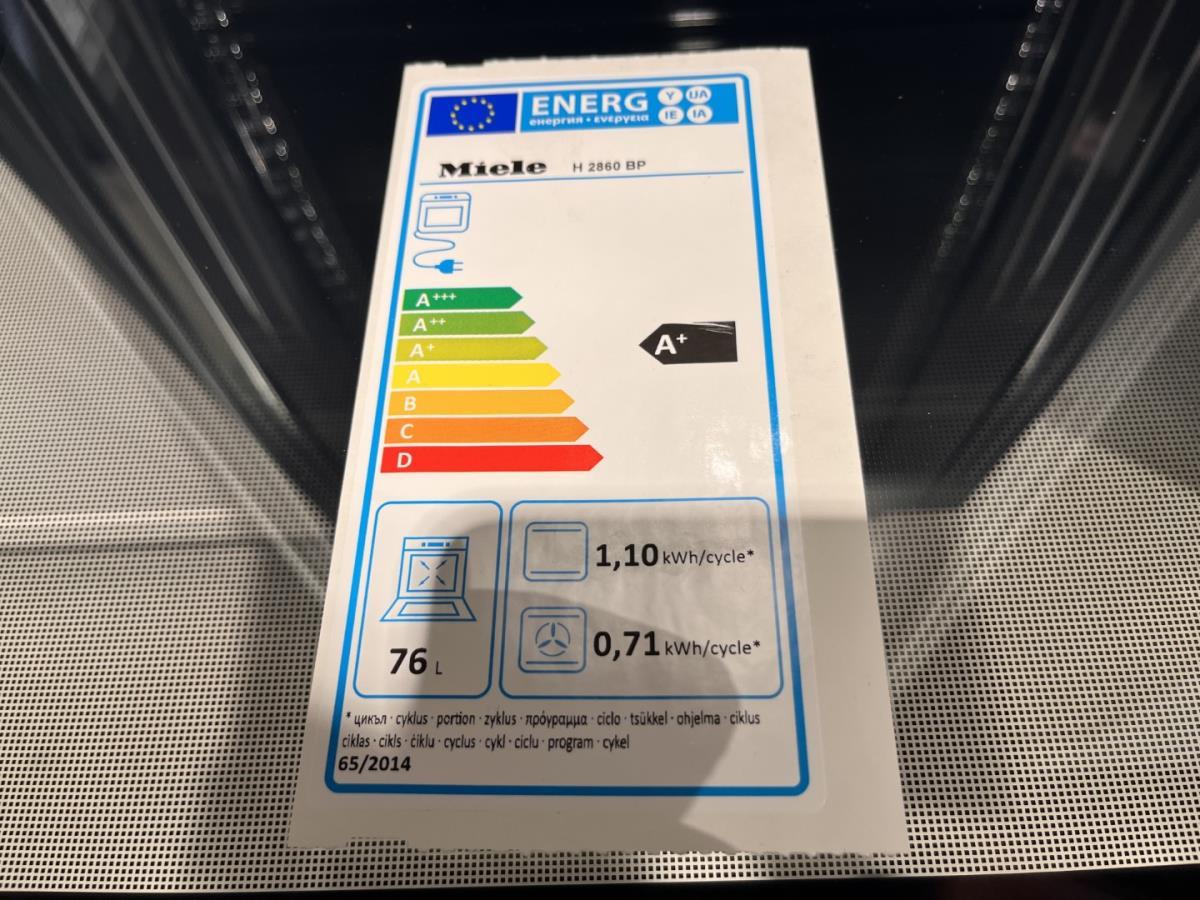 ENERG Y UA
енергия · ενεργεια IE IA
Miele H 2860 BP
A+++
A++
A+
A+
A
B
C
D
1,10 kWh/cycle*
0,71 kWh/cycle*
76 L
* цикъл · cyklus · portion · zyklus · πρόγραμμα · ciclo · tsükkel · ohjelma · ciklus
ciklas · cikls · ċiklu · cyclus · cykl · ciclu · program · cykel
65/2014